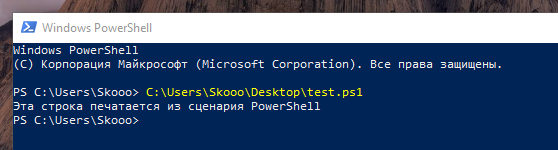 Windows PowerShell
Windows PowerShell
(C) Корпорация Майкрософт (Microsoft Corporation). Все права защищены.
PS C:\Users\Skooo> C:\Users\Skooo\Desktop\test.ps1
Эта строка печатается из сценария PowerShell
PS C:\Users\Skooo>